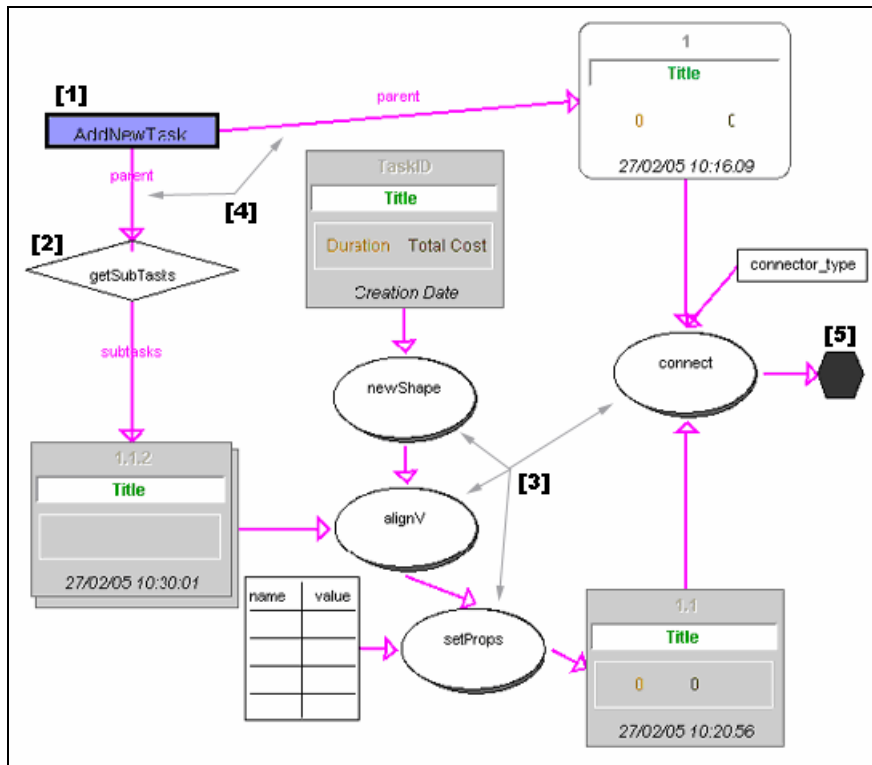 [1]
AddNewTask
parent
parent
[4]
[2]
getSubTasks
subtasks
1
Title
0 0
27/02/05 10:16.09
TaskID
Title
Duration Total Cost
Creation Date
connector_type
[5]
connect
newShape
[3]
alignV
1.1.2
Title
27/02/05 10:30:01
name value
setProps
1.1
Title
0 0
27/02/05 10:20.56